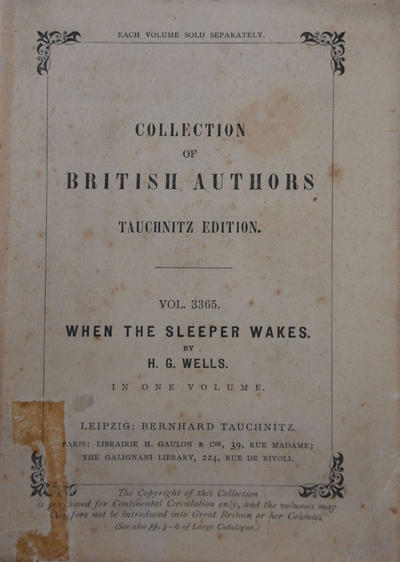 EACH VOLUME SOLD SEPARATELY.
COLLECTION
OF
BRITISH AUTHORS
TAUCHNITZ EDITION.
VOL. 3365.
WHEN THE SLEEPER WAKES.
BY
H. G. WELLS.
IN ONE VOLUME.
LEIPZIG: BERNHARD TAUCHNITZ.
PARIS: LIBRAIRIE H. GAULON & CIE, 39, RUE MADAME;
THE GALIGNANI LIBRARY, 224, RUE DE RIVOLI.
The Copyright of this Collection
is purchased for Continental Circulation only, and the volumes may
fore not be introduced into Great Britain or her Colonies.
(See also pp. 3-6 of Large Catalogue.)